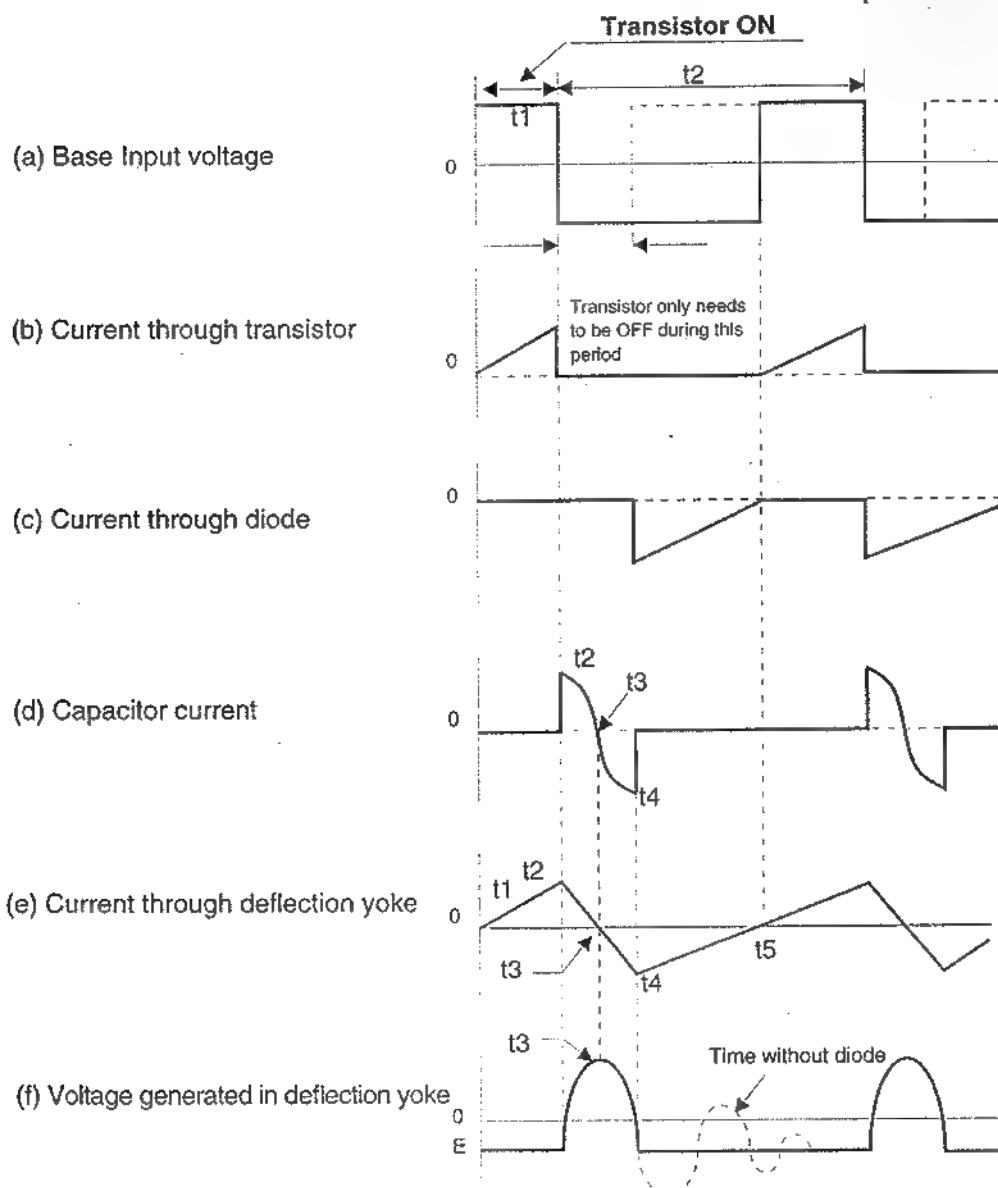 Transistor ON
t2
t1
(a) Base Input voltage
0
(b) Current through transistor
Transistor only needs
to be OFF during this
period
0
0
(c) Current through diode
t2
t3
(d) Capacitor current
0
t4
t2
t1
(e) Current through deflection yoke
0
t5
t3
t4
t3
Time without diode
(f) Voltage generated in deflection yoke
0
E